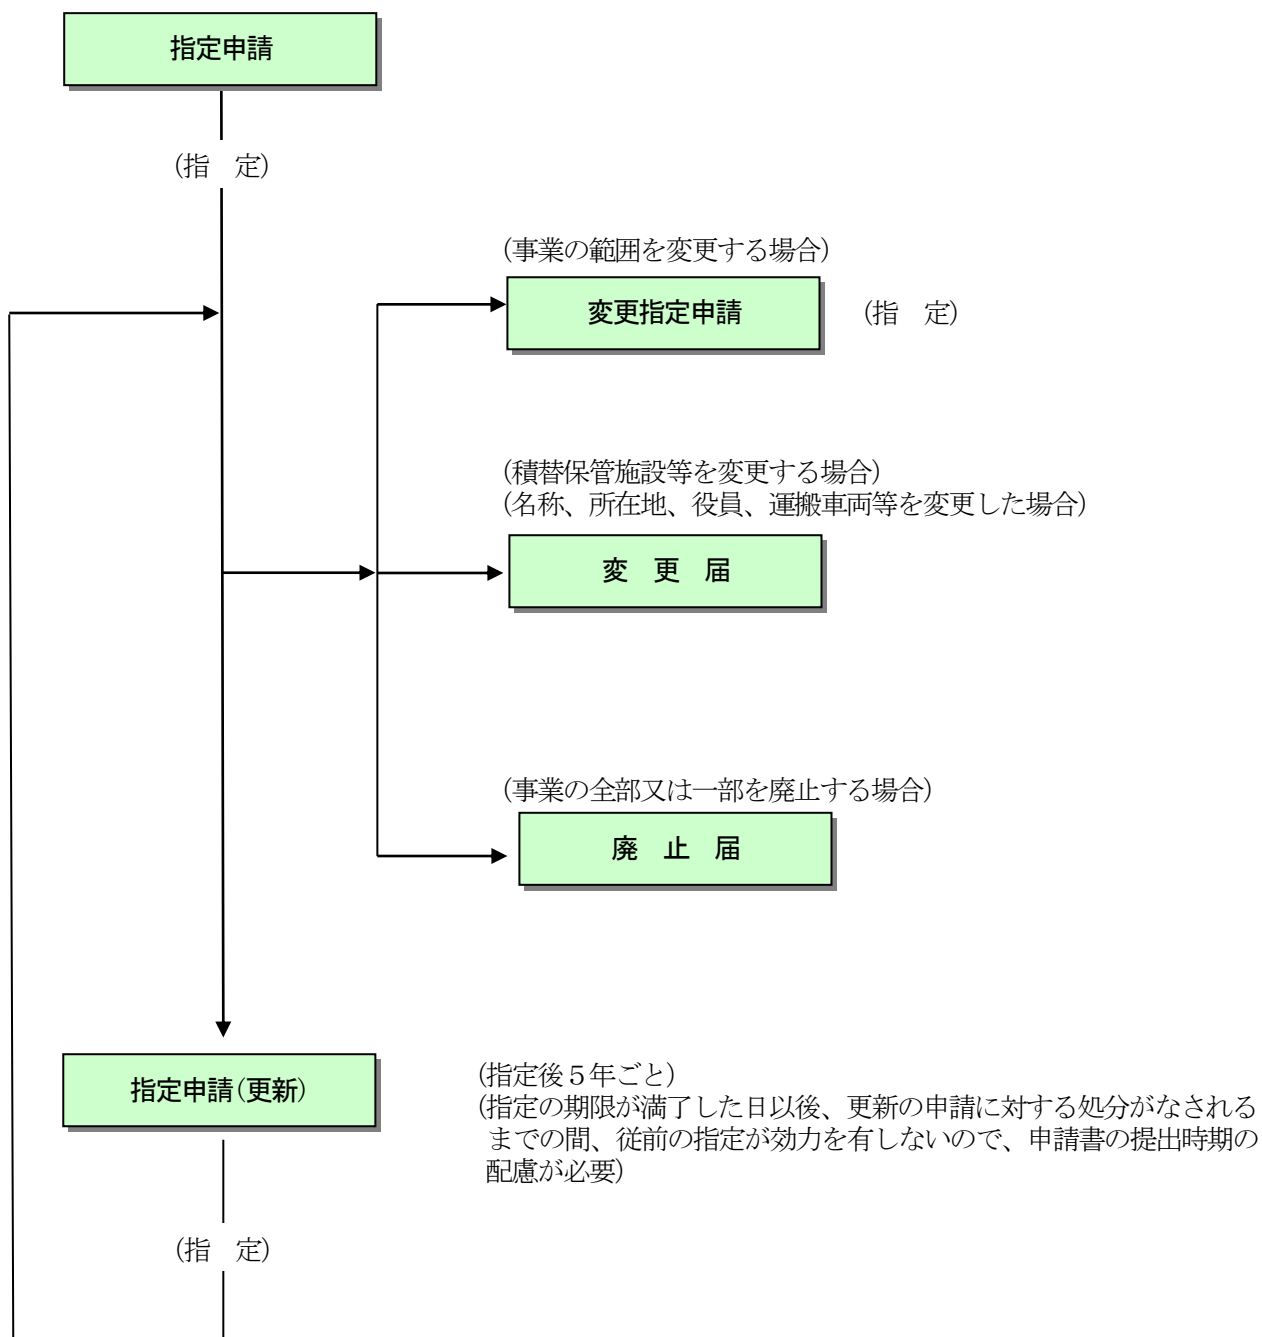 指定申請
(指　定)
(事業の範囲を変更する場合)
変更指定申請
(指　定)
(積替保管施設等を変更する場合)
(名称、所在地、役員、運搬車両等を変更した場合)
変　更　届
(事業の全部又は一部を廃止する場合)
廃　止　届
指定申請(更新)
(指定後５年ごと)
(指定の期限が満了した日以後、更新の申請に対する処分がなされる
までの間、従前の指定が効力を有しないので、申請書の提出時期の
配慮が必要)
(指　定)